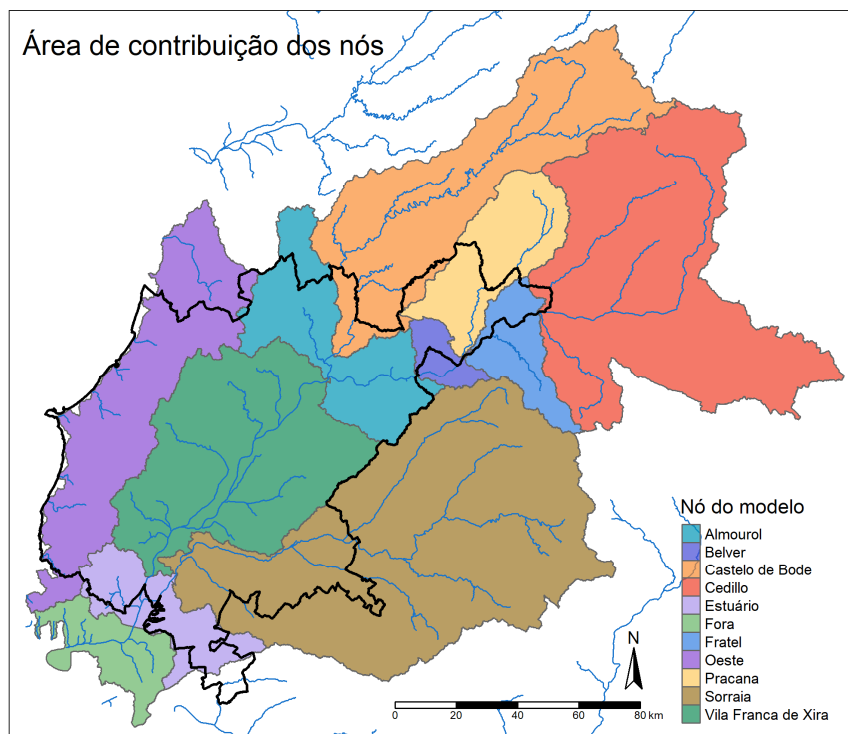 Área de contribuição dos nós
Nó do modelo
Almourol
Belver
Castelo de Bode
Cedillo
Estuário
Fora
Fratel
Oeste
Pracana
Sorraia
Vila Franca de Xira
N
0 20 40 60 80 km